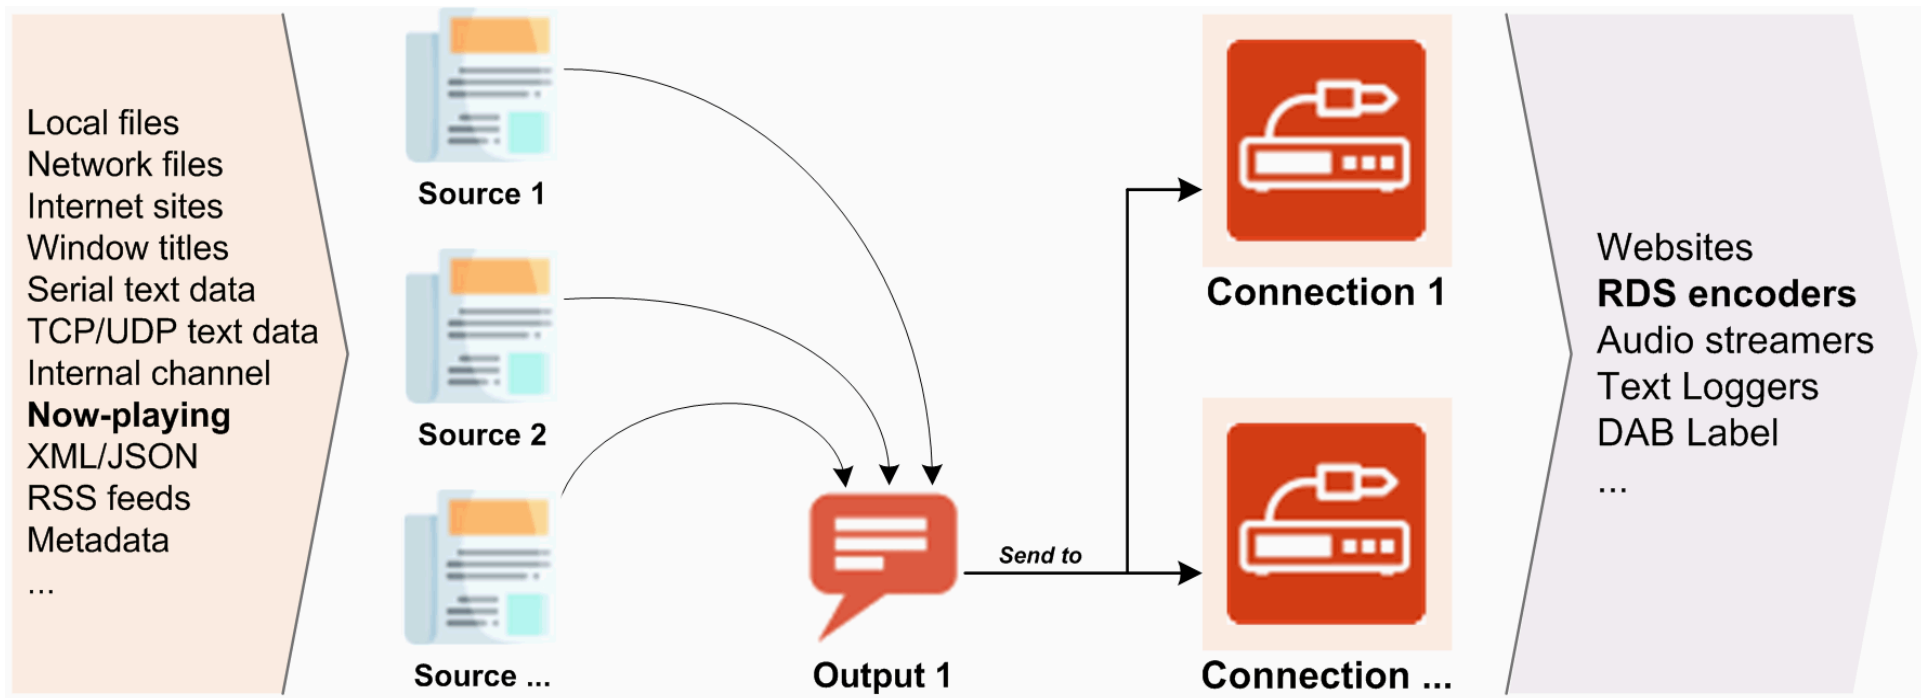 Local files
Network files
Internet sites
Window titles
Serial text data
TCP/UDP text data
Internal channel
Now-playing
XML/JSON
RSS feeds
Metadata
...
Source 1
Source 2
Source ...
Output 1
Send to
Connection 1
Connection ...
Websites
RDS encoders
Audio streamers
Text Loggers
DAB Label
...